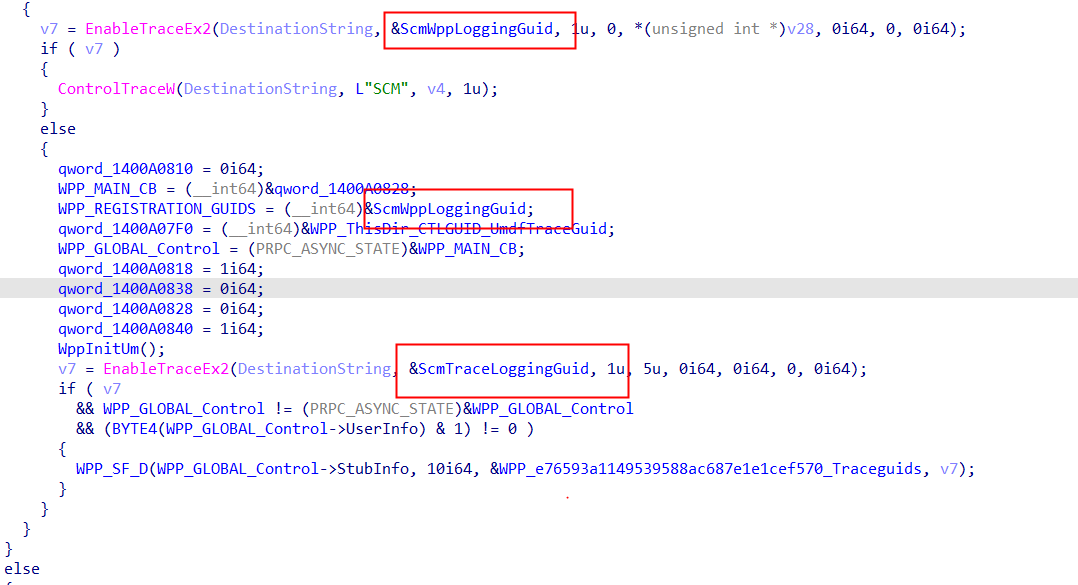 {
v7 = EnableTraceEx2(DestinationString, &ScmWppLoggingGuid, 1u, 0, *(unsigned int *)v28, 0i64, 0, 0i64);
if ( v7 )
{
ControlTraceW(DestinationString, L"SCM", v4, 1u);
}
else
{
qword_1400A0810 = 0i64;
WPP_MAIN_CB = (__int64)&qword_1400A0828;
WPP_REGISTRATION_GUIDS = (__int64)&ScmWppLoggingGuid;
qword_1400A07F0 = (__int64)&WPP_ThisDir_CTLGUID_UmdfTraceGuid;
WPP_GLOBAL_Control = (PRPC_ASYNC_STATE)&WPP_MAIN_CB;
qword_1400A0818 = 1i64;
qword_1400A0838 = 0i64;
qword_1400A0828 = 0i64;
qword_1400A0840 = 1i64;
WppInitUm();
v7 = EnableTraceEx2(DestinationString, &ScmTraceLoggingGuid, 1u, 5u, 0i64, 0i64, 0, 0i64);
if ( v7
&& WPP_GLOBAL_Control != (PRPC_ASYNC_STATE)&WPP_GLOBAL_Control
&& (BYTE4(WPP_GLOBAL_Control->UserInfo) & 1) != 0 )
{
WPP_SF_D(WPP_GLOBAL_Control->StubInfo, 10i64, &WPP_e76593a1149539588ac687e1e1cef570_Traceguids, v7);
}
}
}
}
else